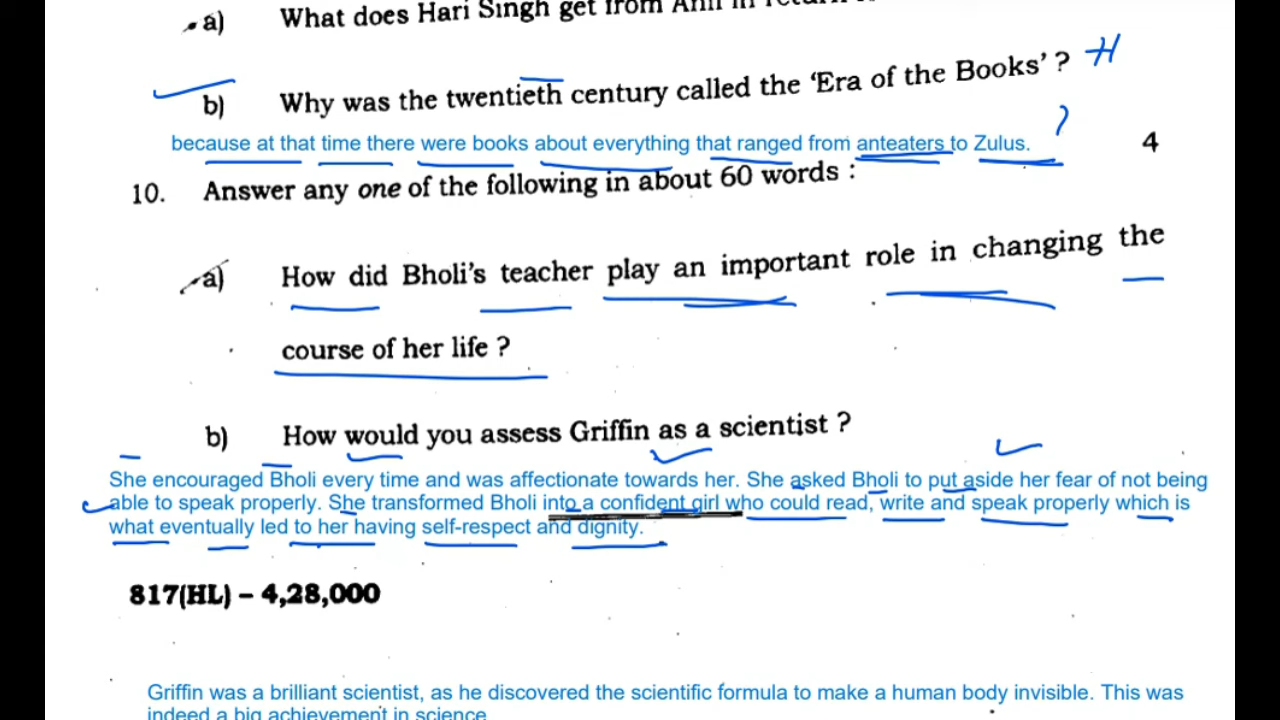 a) What does Hari Singh get from Anil in return
b) Why was the twentieth century called the 'Era of the Books' ?
because at that time there were books about everything that ranged from anteaters to Zulus.
4
10. Answer any one of the following in about 60 words :
a) How did Bholi's teacher play an important role in changing the
course of her life ?
b) How would you assess Griffin as a scientist ?
She encouraged Bholi every time and was affectionate towards her. She asked Bholi to put aside her fear of not being
able to speak properly. She transformed Bholi into a confident girl who could read, write and speak properly which is
what eventually led to her having self-respect and dignity.
817(HL) – 4,28,000
Griffin was a brilliant scientist, as he discovered the scientific formula to make a human body invisible. This was
indeed a big achievement in science